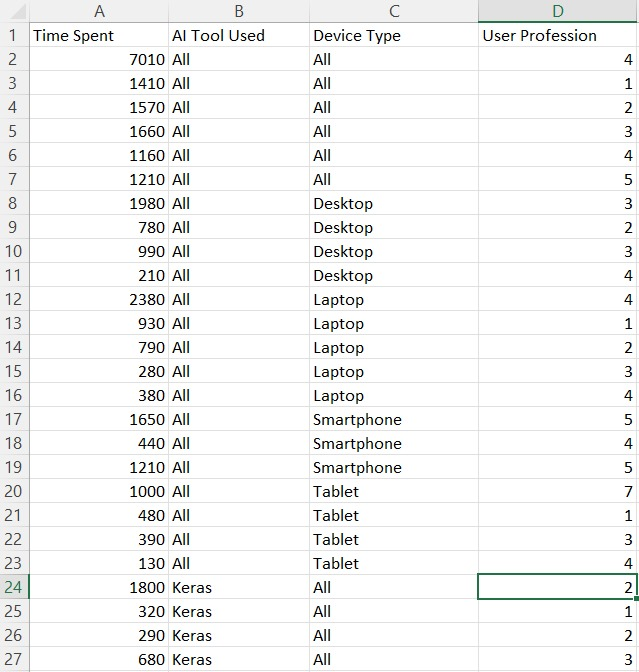 A B C D
1 Time Spent AI Tool Used Device Type User Profession
2 7010 All All 4
3 1410 All All 1
4 1570 All All 2
5 1660 All All 3
6 1160 All All 4
7 1210 All All 5
8 1980 All Desktop 3
9 780 All Desktop 2
10 990 All Desktop 3
11 210 All Desktop 4
12 2380 All Laptop 4
13 930 All Laptop 1
14 790 All Laptop 2
15 280 All Laptop 3
16 380 All Laptop 4
17 1650 All Smartphone 5
18 440 All Smartphone 4
19 1210 All Smartphone 5
20 1000 All Tablet 7
21 480 All Tablet 1
22 390 All Tablet 3
23 130 All Tablet 4
24 1800 Keras All 2
25 320 Keras All 1
26 290 Keras All 2
27 680 Keras All 3